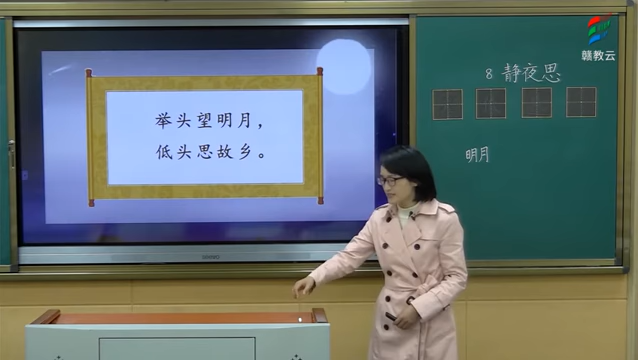 举头望明月，
低头思故乡。
赣教云
8 静夜思
明月